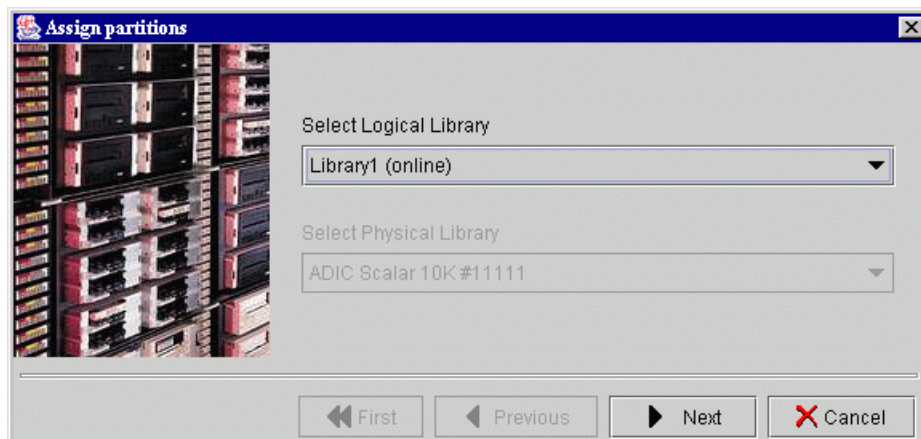 Assign partitions
Select Logical Library
Library1 (online)
Select Physical Library
ADIC Scalar 10K #11111
First
Previous
Next
Cancel